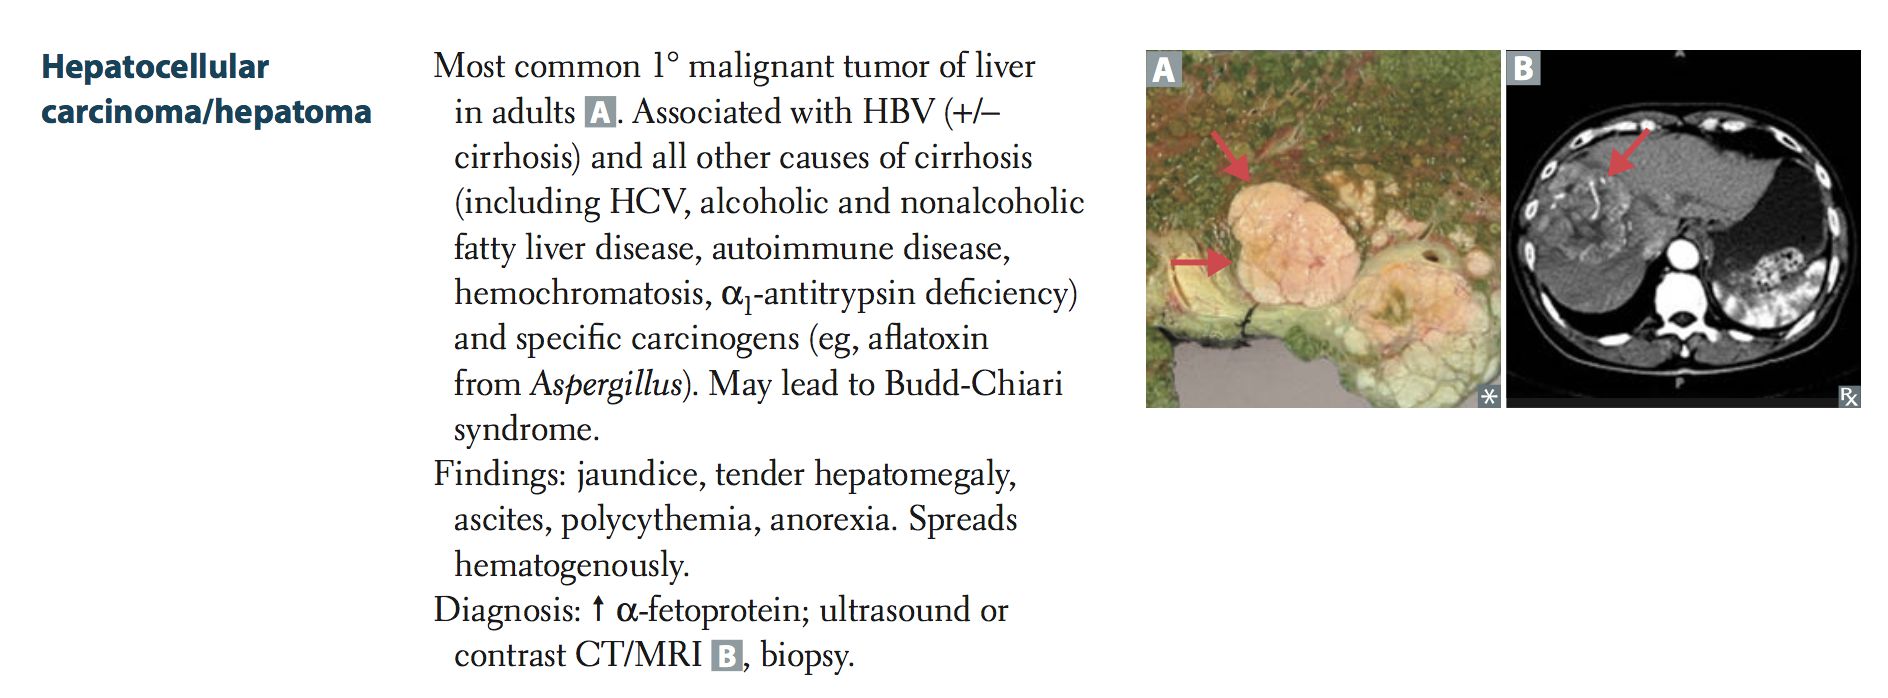 Hepatocellular
carcinoma/hepatoma
Most common 1° malignant tumor of liver
in adults A. Associated with HBV (+/–
cirrhosis) and all other causes of cirrhosis
(including HCV, alcoholic and nonalcoholic
fatty liver disease, autoimmune disease,
hemochromatosis, α1-antitrypsin deficiency)
and specific carcinogens (eg, aflatoxin
from Aspergillus). May lead to Budd-Chiari
syndrome.
Findings: jaundice, tender hepatomegaly,
ascites, polycythemia, anorexia. Spreads
hematogenously.
Diagnosis: ↑ α-fetoprotein; ultrasound or
contrast CT/MRI B, biopsy.
A
*
B
A
P
Rx